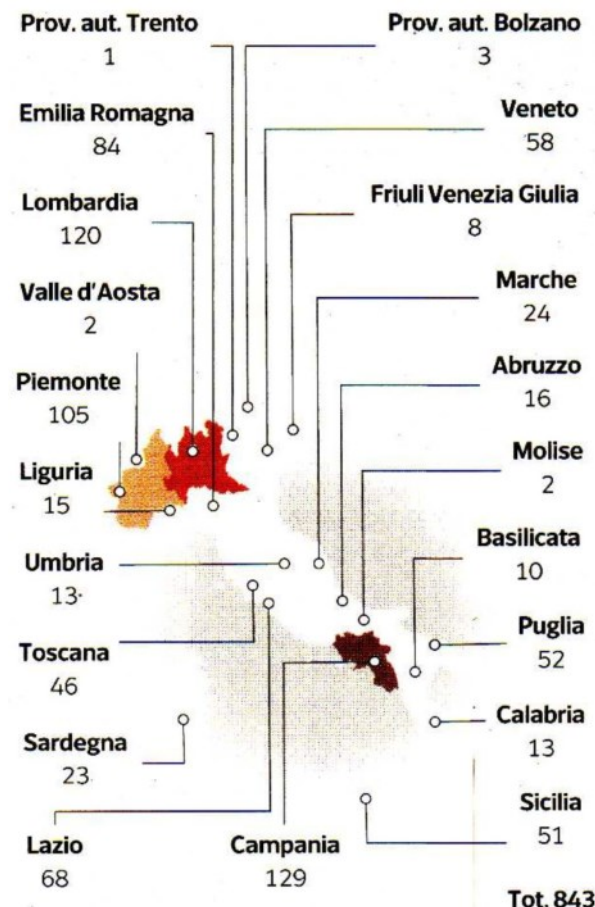 Prov. aut. Trento
1
Prov. aut. Bolzano
3
Emilia Romagna
84
Veneto
58
Lombardia
120
Friuli Venezia Giulia
8
Valle d'Aosta
2
Marche
24
Piemonte
105
Abruzzo
16
Liguria
15
Molise
2
Umbria
13
Basilicata
10
Toscana
46
Puglia
52
Sardegna
23
Calabria
13
Lazio
68
Campania
129
Sicilia
51
Tot. 843